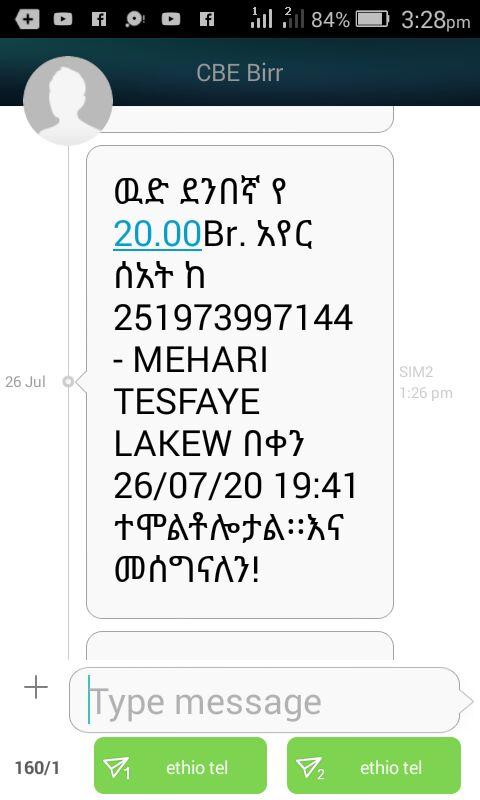 84% 3:28pm
CBE Birr
ዉድ ደንበኛ የ
20.00Br. አየር
ሰአት ከ
251973997144
- MEHARI
TESFAYE
LAKEW በቀን
26/07/20 19:41
ተሞልቶሎታል፡፡እና
መሰግናለን!
26 Jul
SIM2
1:26 pm
Type message
160/1
1 ethio tel
2 ethio tel